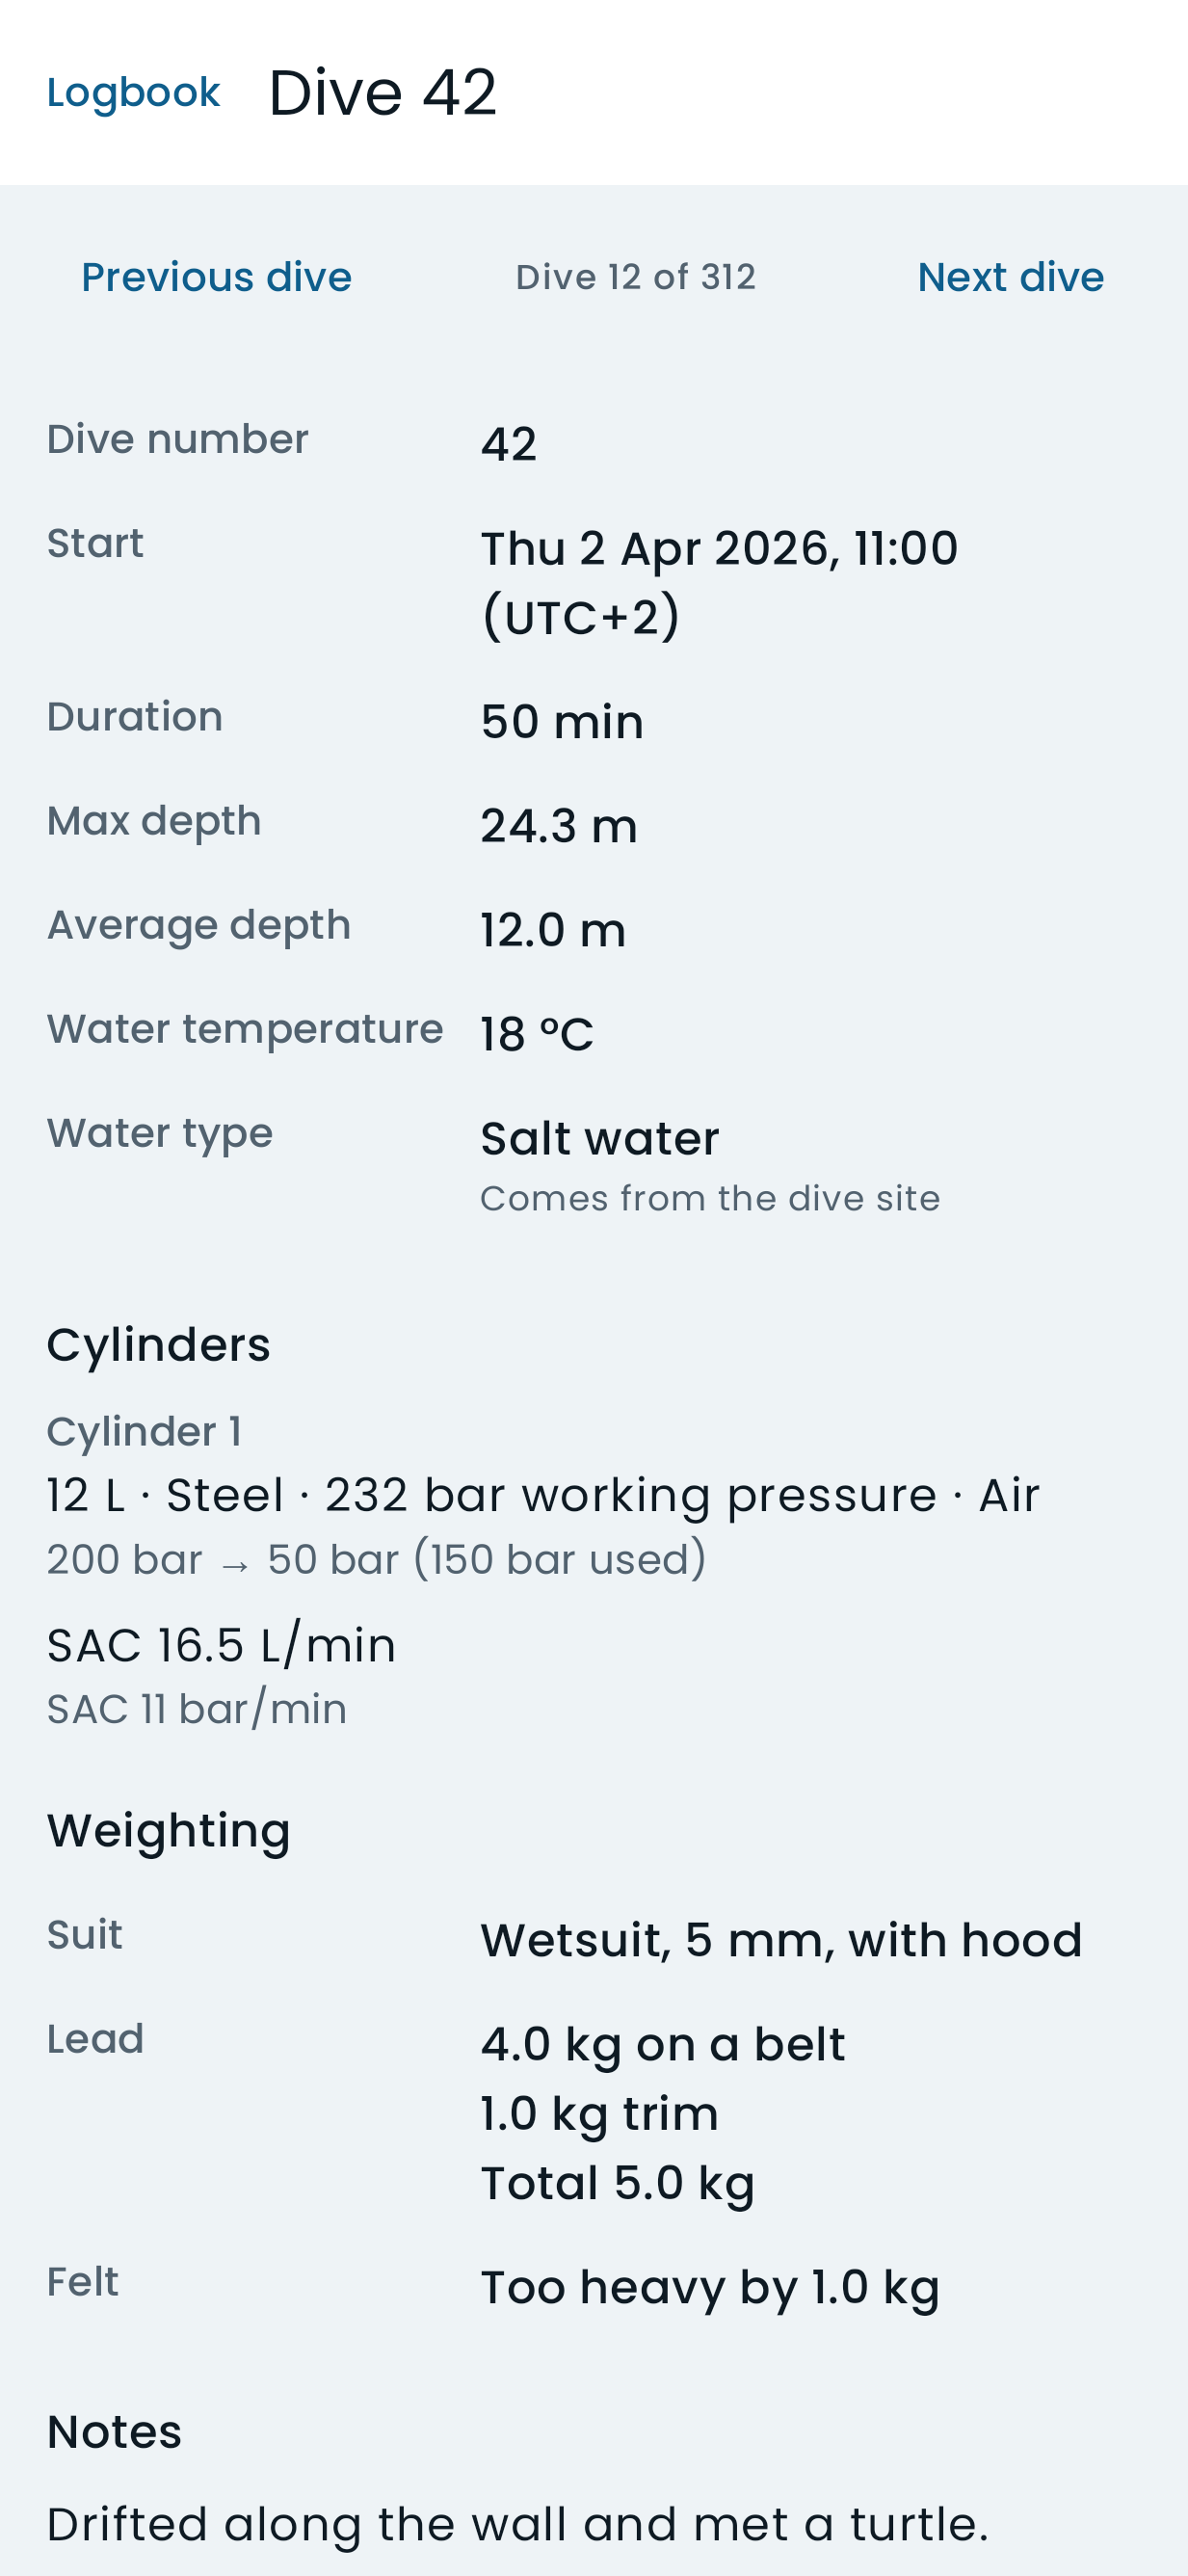 Logbook Dive 42
Previous dive Dive 12 of 312 Next dive
Dive number 42
Start Thu 2 Apr 2026, 11:00
(UTC+2)
Duration 50 min
Max depth 24.3 m
Average depth 12.0 m
Water temperature 18 °C
Water type Salt water
Comes from the dive site
Cylinders
Cylinder 1
12 L · Steel · 232 bar working pressure · Air
200 bar → 50 bar (150 bar used)
SAC 16.5 L/min
SAC 11 bar/min
Weighting
Suit Wetsuit, 5 mm, with hood
Lead 4.0 kg on a belt
1.0 kg trim
Total 5.0 kg
Felt Too heavy by 1.0 kg
Notes
Drifted along the wall and met a turtle.